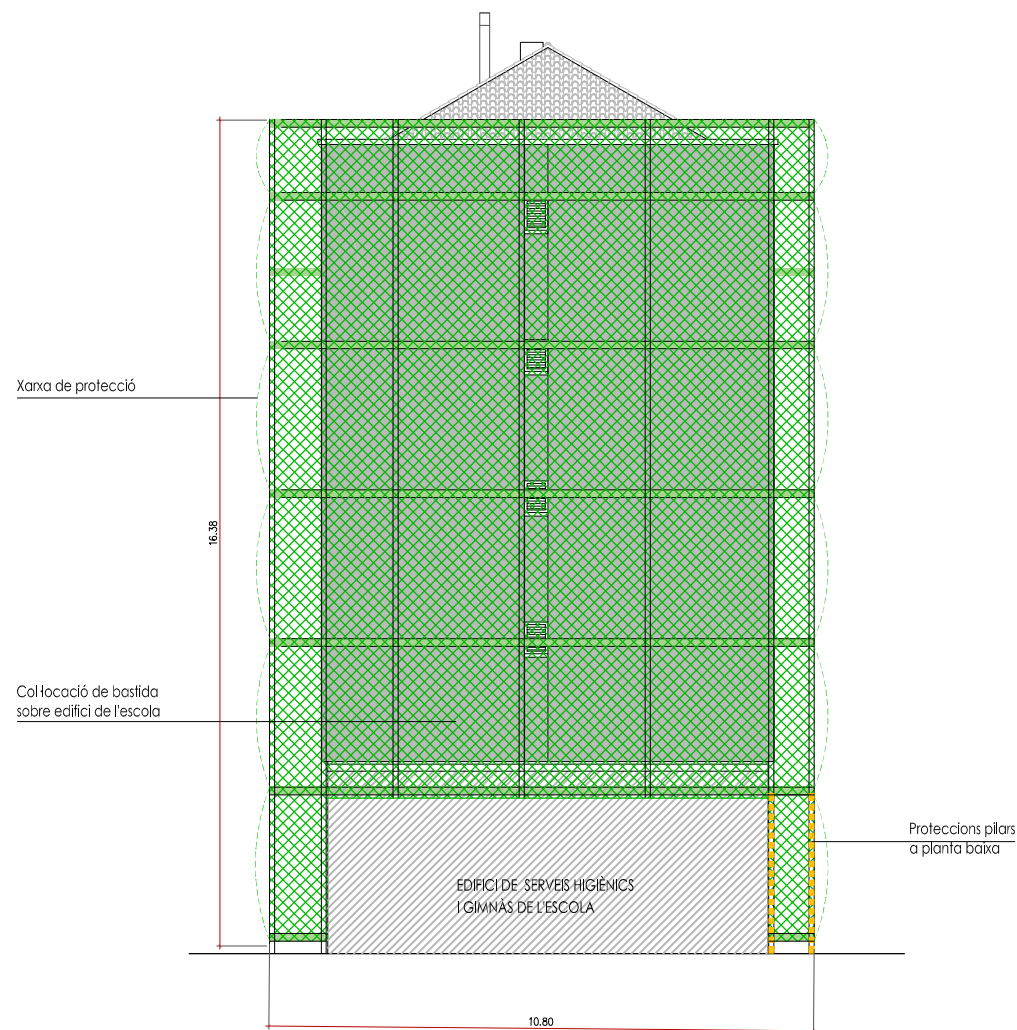 Xarxa de protecció
16.38
Col·locació de bastida
sobre edifici de l'escola
Proteccions pilars
a planta baixa
EDIFICI DE SERVEIS HIGIÈNICS
I GIMNÀS DE L'ESCOLA
10.80